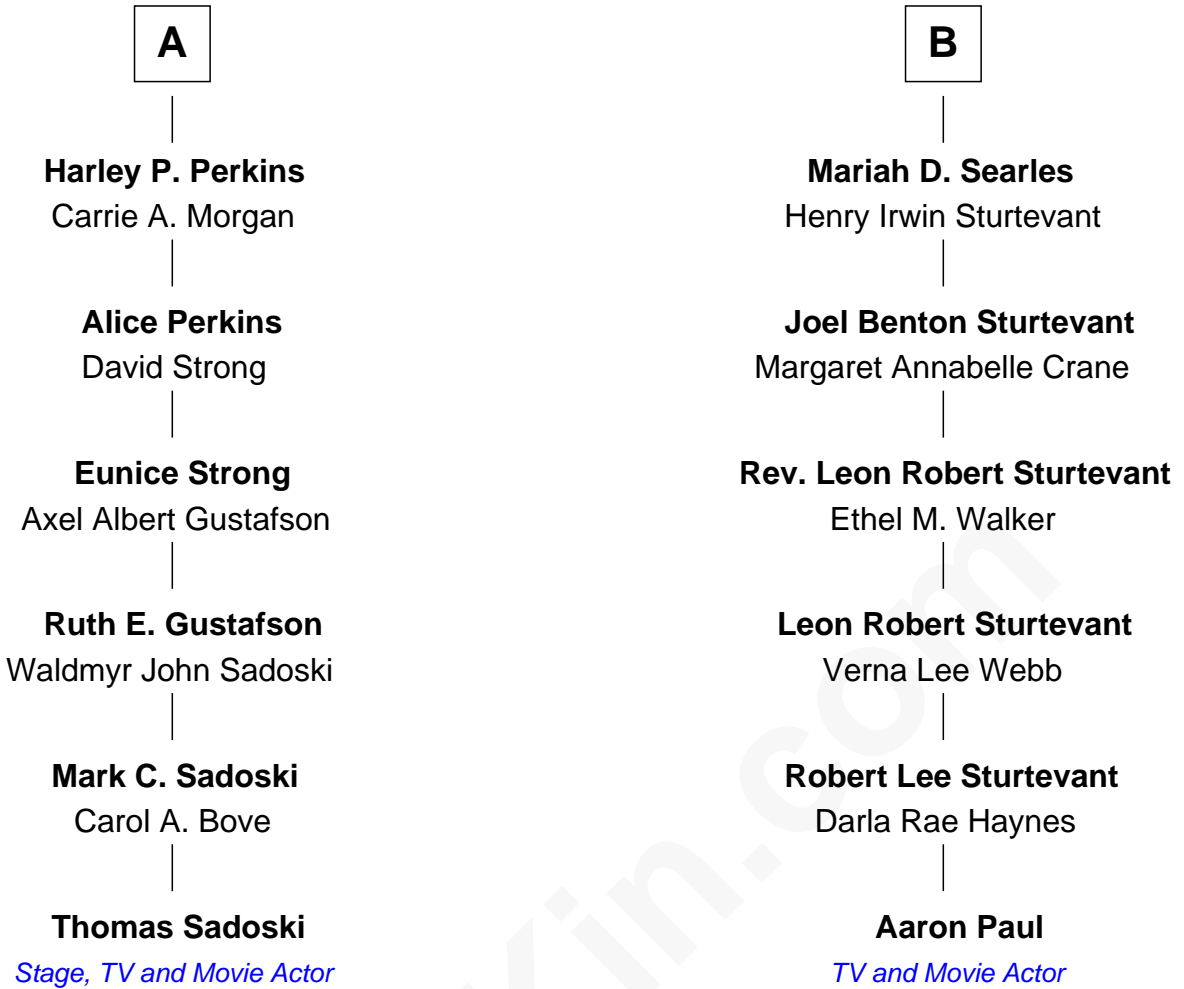 A
Harley P. Perkins
Carrie A. Morgan
Alice Perkins
David Strong
Eunice Strong
Axel Albert Gustafson
Ruth E. Gustafson
Waldmyr John Sadoski
Mark C. Sadoski
Carol A. Bove
Thomas Sadoski
Stage, TV and Movie Actor
B
Mariah D. Searles
Henry Irwin Sturtevant
Joel Benton Sturtevant
Margaret Annabelle Crane
Rev. Leon Robert Sturtevant
Ethel M. Walker
Leon Robert Sturtevant
Verna Lee Webb
Robert Lee Sturtevant
Darla Rae Haynes
Aaron Paul
TV and Movie Actor
Kin.com